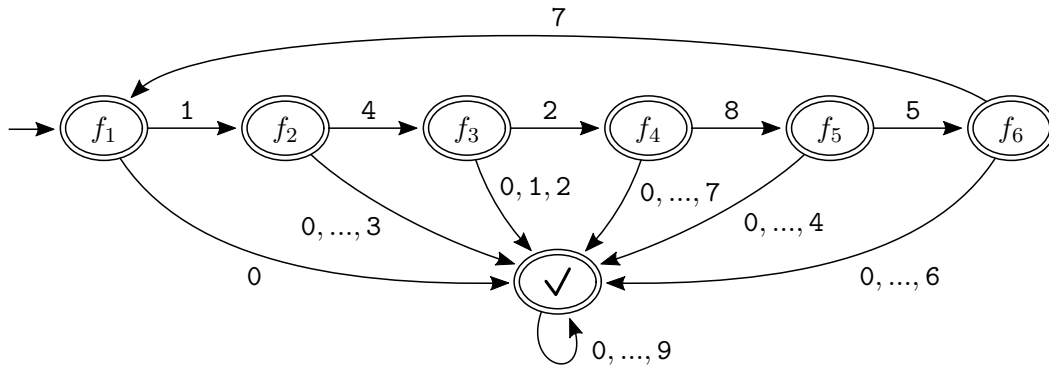 7
1 4 2 8 5
f₁ f₂ f₃ f₄ f₅ f₆
0, 1, 2 0, ..., 7
0, ..., 3 0, ..., 4
0 ✓ 0, ..., 6
0, ..., 9